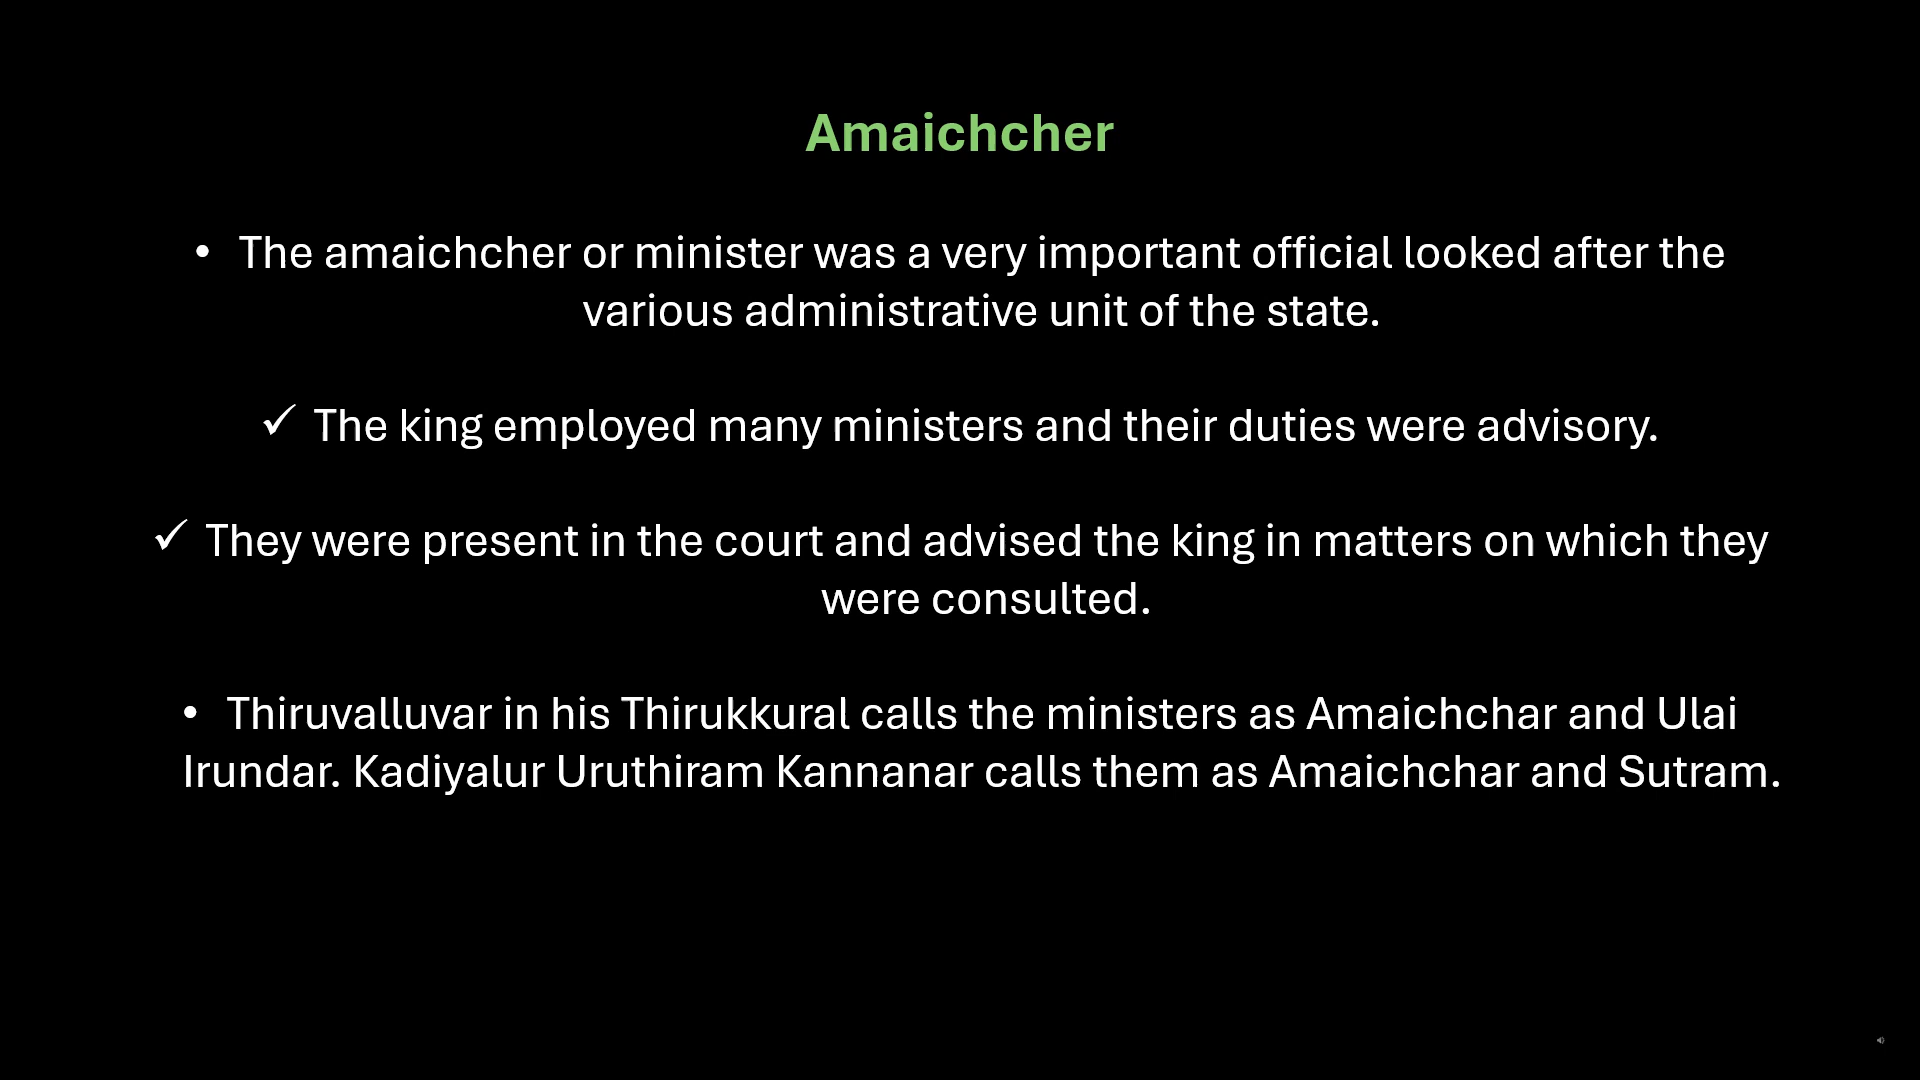 Amaichcher
• The amaichcher or minister was a very important official looked after the
various administrative unit of the state.
✓ The king employed many ministers and their duties were advisory.
✓ They were present in the court and advised the king in matters on which they
were consulted.
• Thiruvalluvar in his Thirukkural calls the ministers as Amaichchar and Ulai
Irundar. Kadiyalur Uruthiram Kannanar calls them as Amaichchar and Sutram.